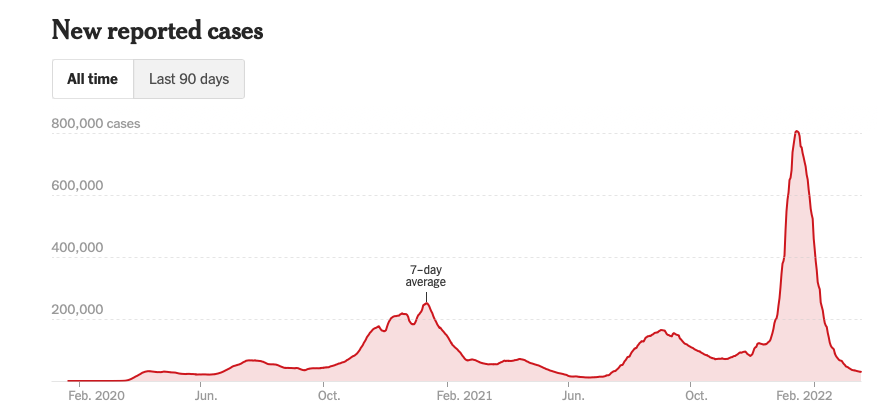 New reported cases
All time Last 90 days
800,000 cases
600,000
400,000
7–day
average
200,000
Feb. 2020 Jun. Oct. Feb. 2021 Jun. Oct. Feb. 2022